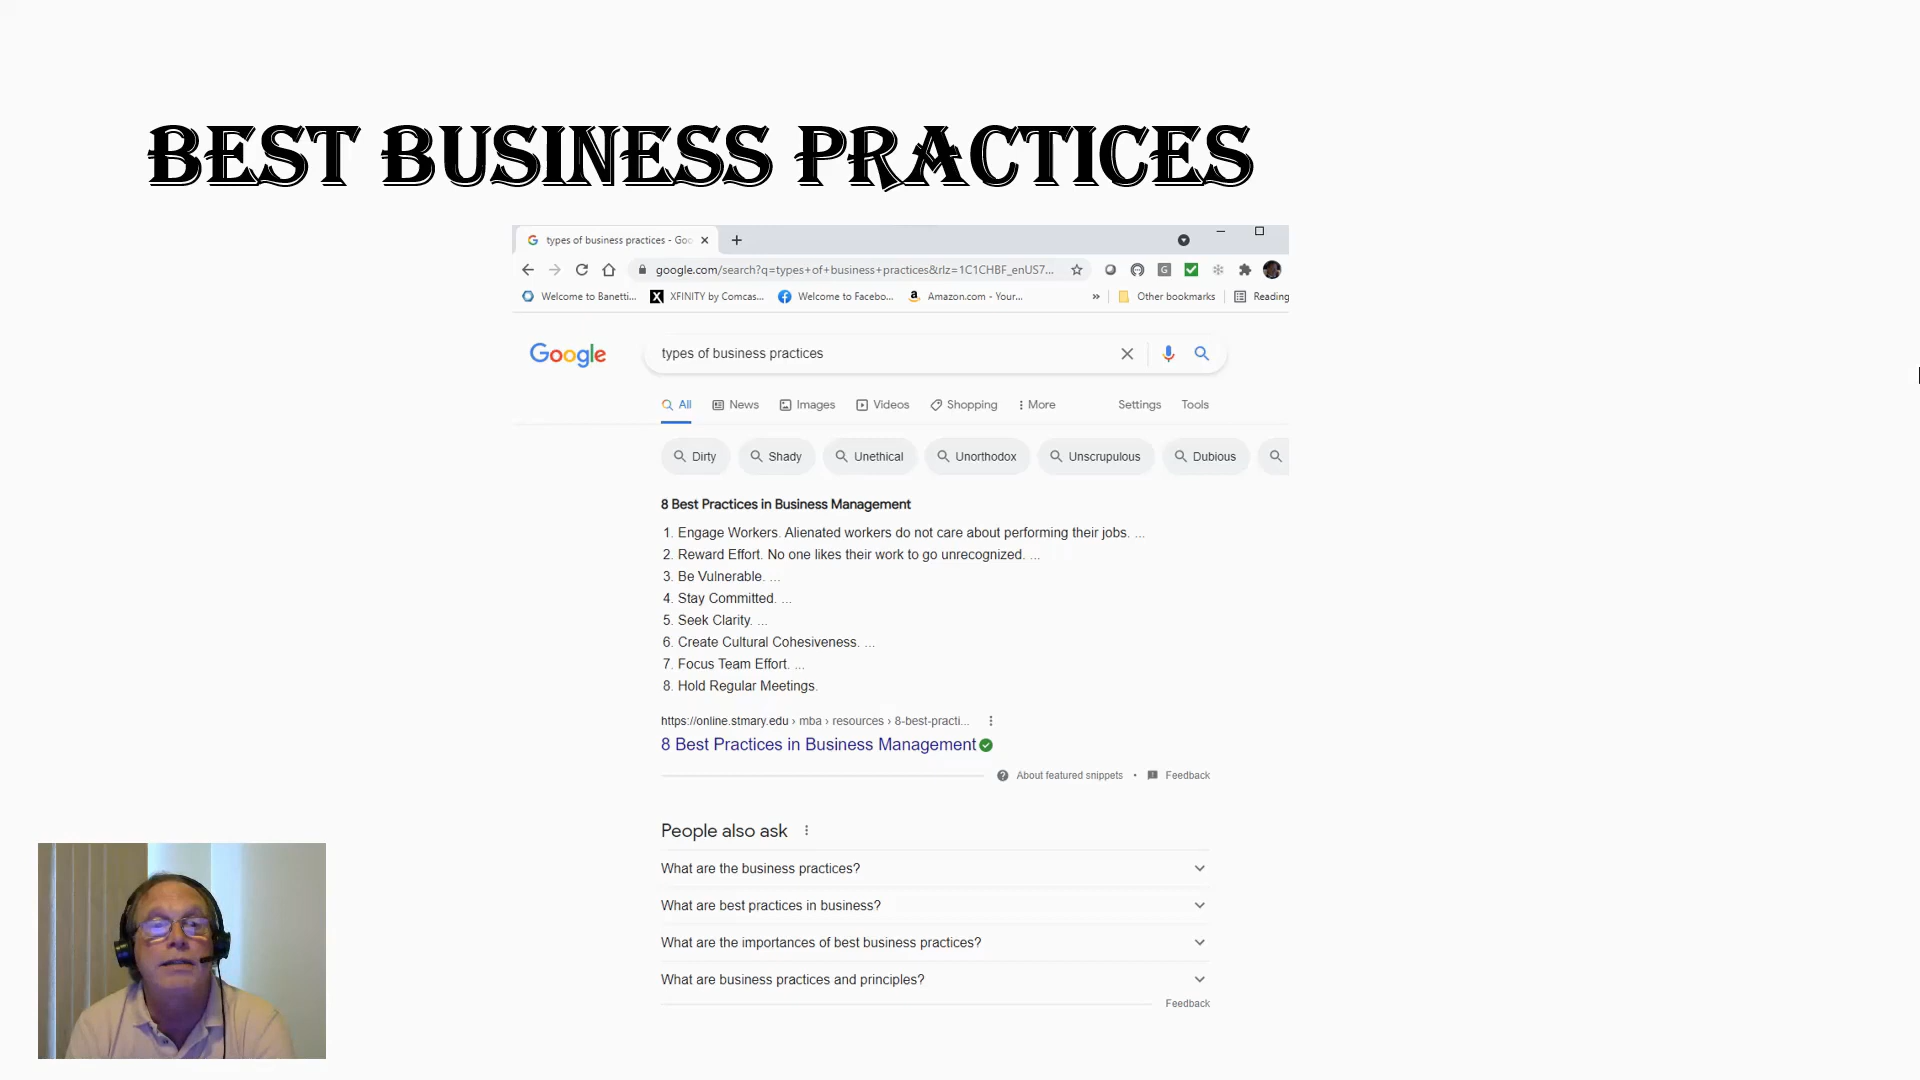 BEST BUSINESS PRACTICES
types of business practices - Goo
google.com/search?q=types+of+business+practices&rlz=1C1CHBF_enUS7...
Welcome to Banetti... XFINITY by Comcas... Welcome to Facebo... Amazon.com - Your... » Other bookmarks Reading
Google types of business practices
All News Images Videos Shopping More Settings Tools
Dirty Shady Unethical Unorthodox Unscrupulous Dubious
8 Best Practices in Business Management
1. Engage Workers. Alienated workers do not care about performing their jobs. ...
2. Reward Effort. No one likes their work to go unrecognized. ...
3. Be Vulnerable. ...
4. Stay Committed. ...
5. Seek Clarity. ...
6. Create Cultural Cohesiveness. ...
7. Focus Team Effort. ...
8. Hold Regular Meetings.
https://online.stmary.edu › mba › resources › 8-best-practi...
8 Best Practices in Business Management
About featured snippets • Feedback
People also ask
What are the business practices?
What are best practices in business?
What are the importances of best business practices?
What are business practices and principles?
Feedback